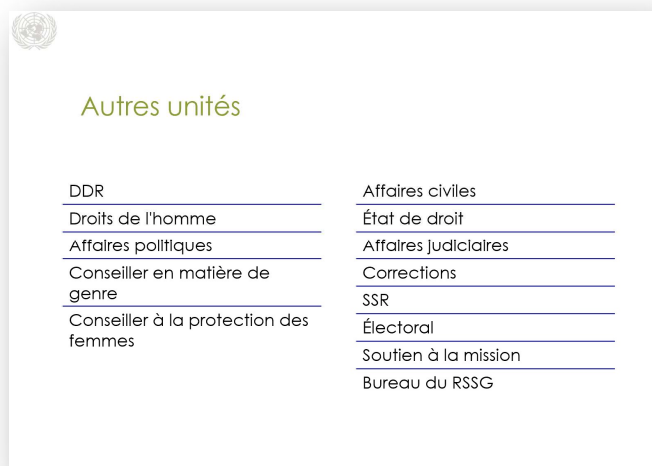 Autres unités
DDR
Droits de l'homme
Affaires politiques
Conseiller en matière de
genre
Conseiller à la protection des
femmes
Affaires civiles
État de droit
Affaires judiciaires
Corrections
SSR
Électoral
Soutien à la mission
Bureau du RSSG